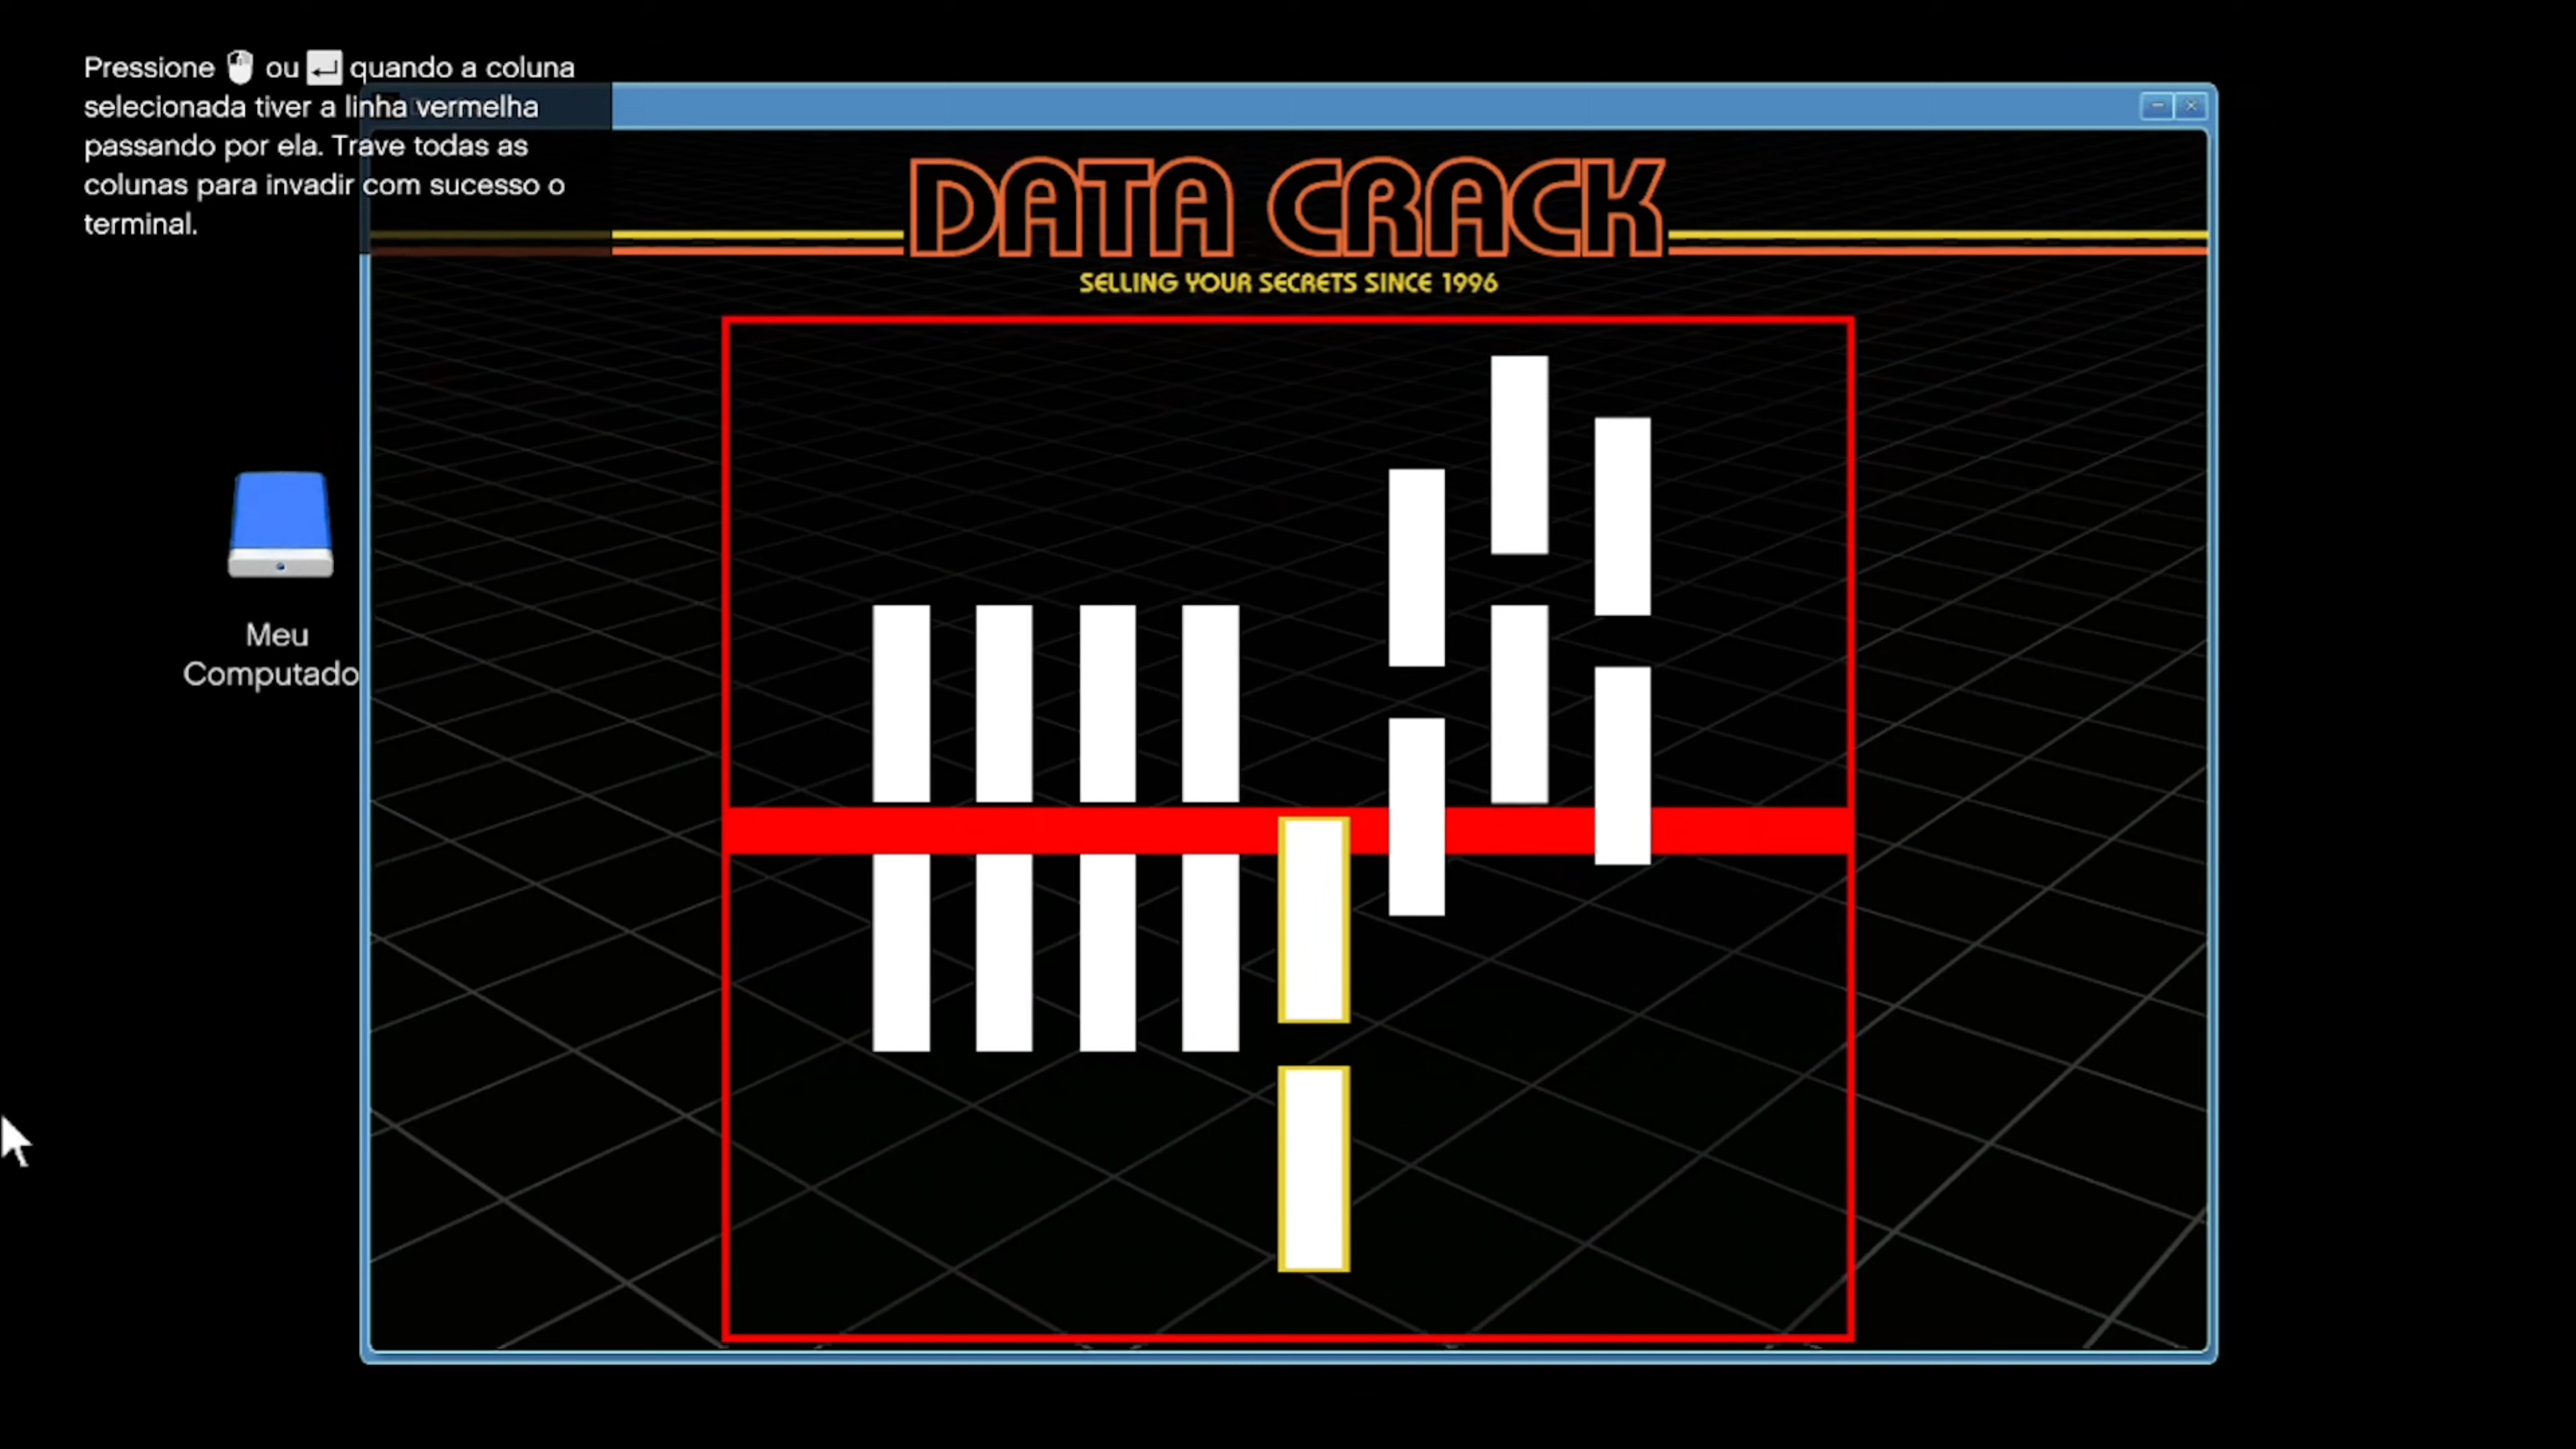 Pressione ou quando a coluna
selecionada tiver a linha vermelha
passando por ela. Trave todas as
colunas para invadir com sucesso o
terminal.
DATA CRACK
SELLING YOUR SECRETS SINCE 1996
Meu
Computado